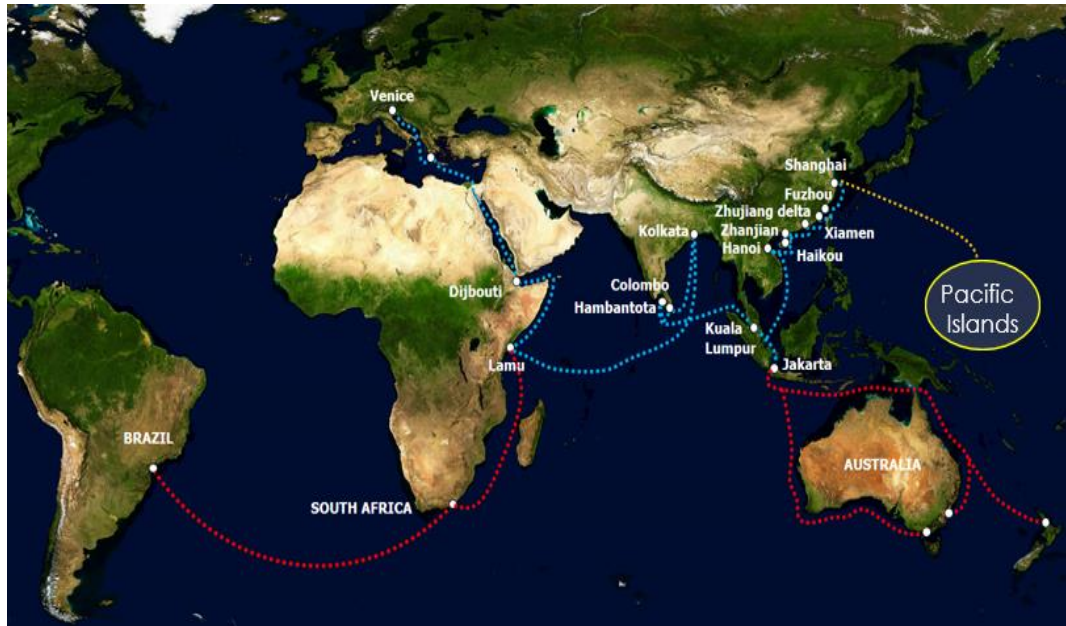 Venice
Shanghai
Fuzhou
Zhujiang delta
Zhanjian
Xiamen
Kolkata
Hanoi
Haikou
Dijbouti
Colombo
Hambantota
Pacific
Islands
Kuala
Lumpur
Lamu
Jakarta
BRAZIL
AUSTRALIA
SOUTH AFRICA